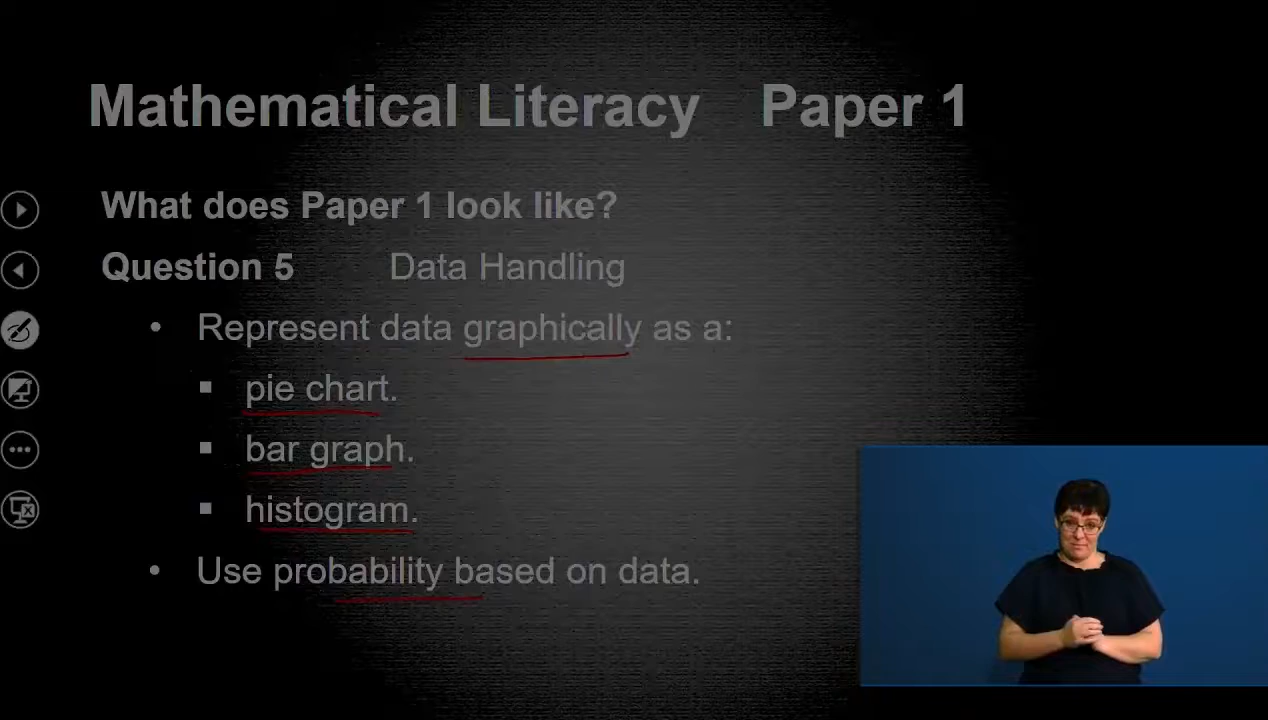 Mathematical Literacy Paper 1
What does Paper 1 look like?
Question 5 Data Handling
• Represent data graphically as a:
▪ pie chart.
▪ bar graph.
▪ histogram.
• Use probability based on data.